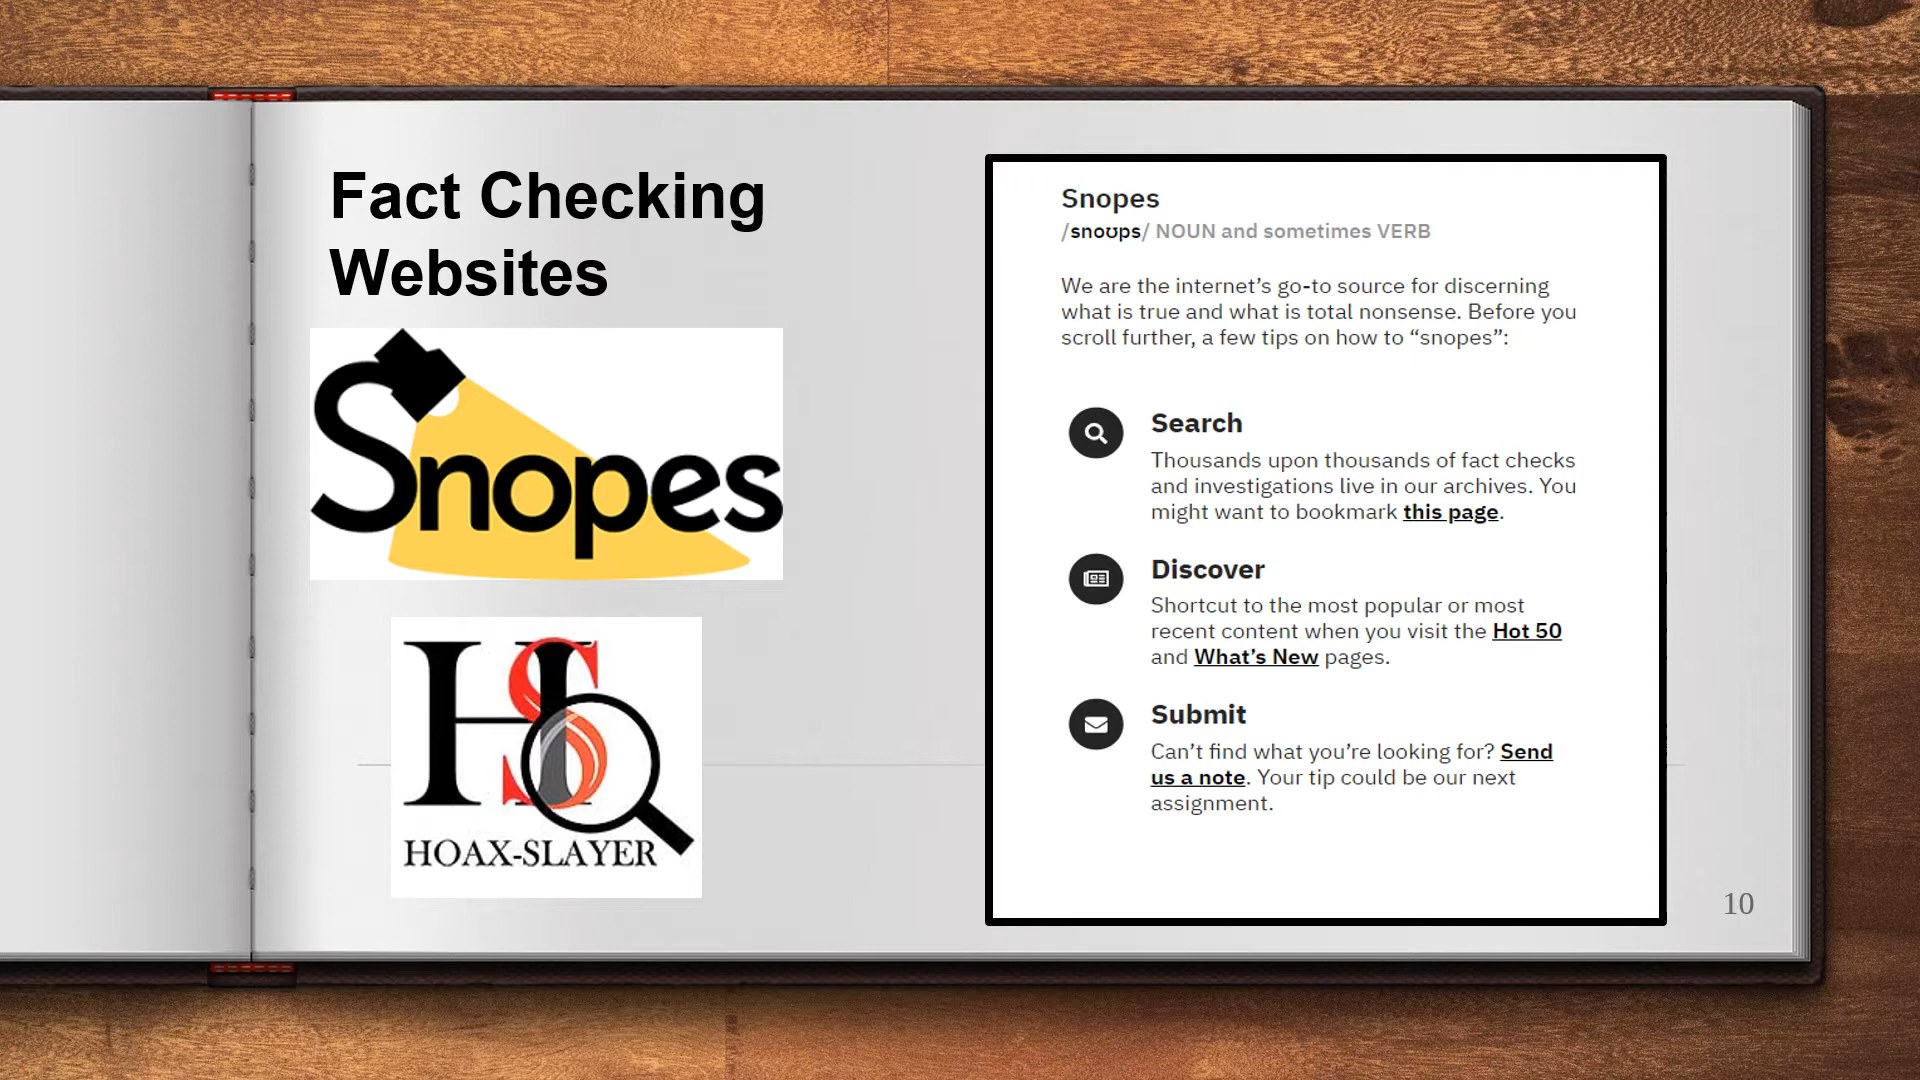 Fact Checking
Websites
Snopes
HS
HOAX-SLAYER
Snopes
/snoʊps/ NOUN and sometimes VERB
We are the internet’s go-to source for discerning
what is true and what is total nonsense. Before you
scroll further, a few tips on how to “snopes”:
Search
Thousands upon thousands of fact checks
and investigations live in our archives. You
might want to bookmark this page.
Discover
Shortcut to the most popular or most
recent content when you visit the Hot 50
and What’s New pages.
Submit
Can’t find what you’re looking for? Send
us a note. Your tip could be our next
assignment.
10